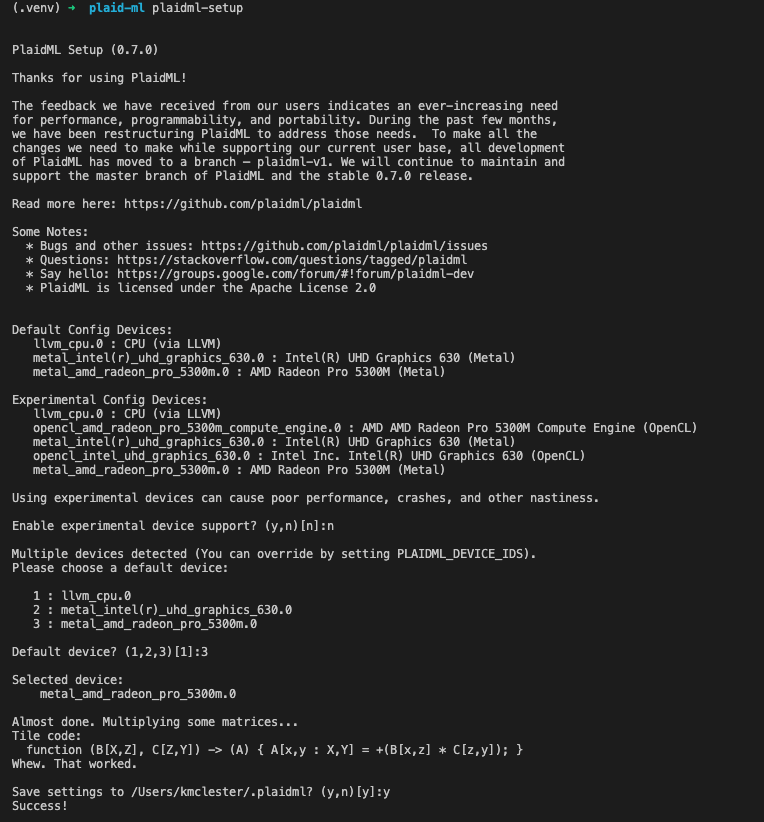 (.venv) → plaid-ml plaidml-setup
PlaidML Setup (0.7.0)
Thanks for using PlaidML!
The feedback we have received from our users indicates an ever-increasing need
for performance, programmability, and portability. During the past few months,
we have been restructuring PlaidML to address those needs.  To make all the
changes we need to make while supporting our current user base, all development
of PlaidML has moved to a branch — plaidml-v1. We will continue to maintain and
support the master branch of PlaidML and the stable 0.7.0 release.
Read more here: https://github.com/plaidml/plaidml
Some Notes:
  * Bugs and other issues: https://github.com/plaidml/plaidml/issues
  * Questions: https://stackoverflow.com/questions/tagged/plaidml
  * Say hello: https://groups.google.com/forum/#!forum/plaidml-dev
  * PlaidML is licensed under the Apache License 2.0
Default Config Devices:
   llvm_cpu.0 : CPU (via LLVM)
   metal_intel(r)_uhd_graphics_630.0 : Intel(R) UHD Graphics 630 (Metal)
   metal_amd_radeon_pro_5300m.0 : AMD Radeon Pro 5300M (Metal)
Experimental Config Devices:
   llvm_cpu.0 : CPU (via LLVM)
   opencl_amd_radeon_pro_5300m_compute_engine.0 : AMD AMD Radeon Pro 5300M Compute Engine (OpenCL)
   metal_intel(r)_uhd_graphics_630.0 : Intel(R) UHD Graphics 630 (Metal)
   opencl_intel_uhd_graphics_630.0 : Intel Inc. Intel(R) UHD Graphics 630 (OpenCL)
   metal_amd_radeon_pro_5300m.0 : AMD Radeon Pro 5300M (Metal)
Using experimental devices can cause poor performance, crashes, and other nastiness.
Enable experimental device support? (y,n)[n]:n
Multiple devices detected (You can override by setting PLAIDML_DEVICE_IDS).
Please choose a default device:
   1 : llvm_cpu.0
   2 : metal_intel(r)_uhd_graphics_630.0
   3 : metal_amd_radeon_pro_5300m.0
Default device? (1,2,3)[1]:3
Selected device:
    metal_amd_radeon_pro_5300m.0
Almost done. Multiplying some matrices...
Tile code:
  function (B[X,Z], C[Z,Y]) -> (A) { A[x,y : X,Y] = +(B[x,z] * C[z,y]); }
Whew. That worked.
Save settings to /Users/kmclester/.plaidml? (y,n)[y]:y
Success!